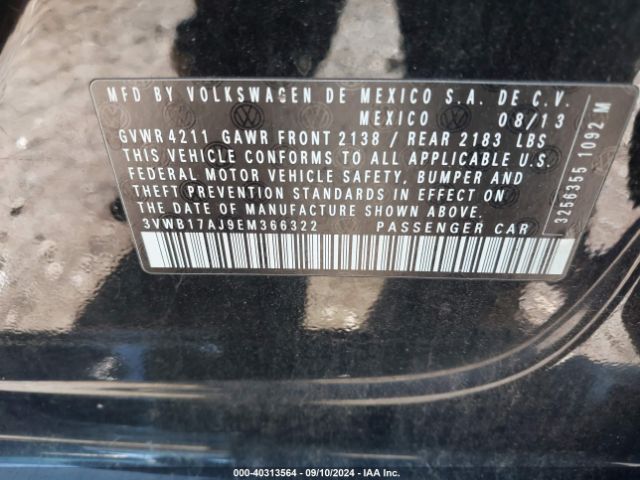 MFD BY VOLKSWAGEN DE MEXICO S.A. DE C.V.
MEXICO 08/13
GVWR 4211 GAWR FRONT 2138 / REAR 2183 LBS
THIS VEHICLE CONFORMS TO ALL APPLICABLE U.S.
FEDERAL MOTOR VEHICLE SAFETY, BUMPER AND
THEFT PREVENTION STANDARDS IN EFFECT ON
THE DATE OF MANUFACTURE SHOWN ABOVE.
3VWB17AJ9EM366322 PASSENGER CAR
3256355 1092 M
000-40313564 - 09/10/2024 - IAA Inc.